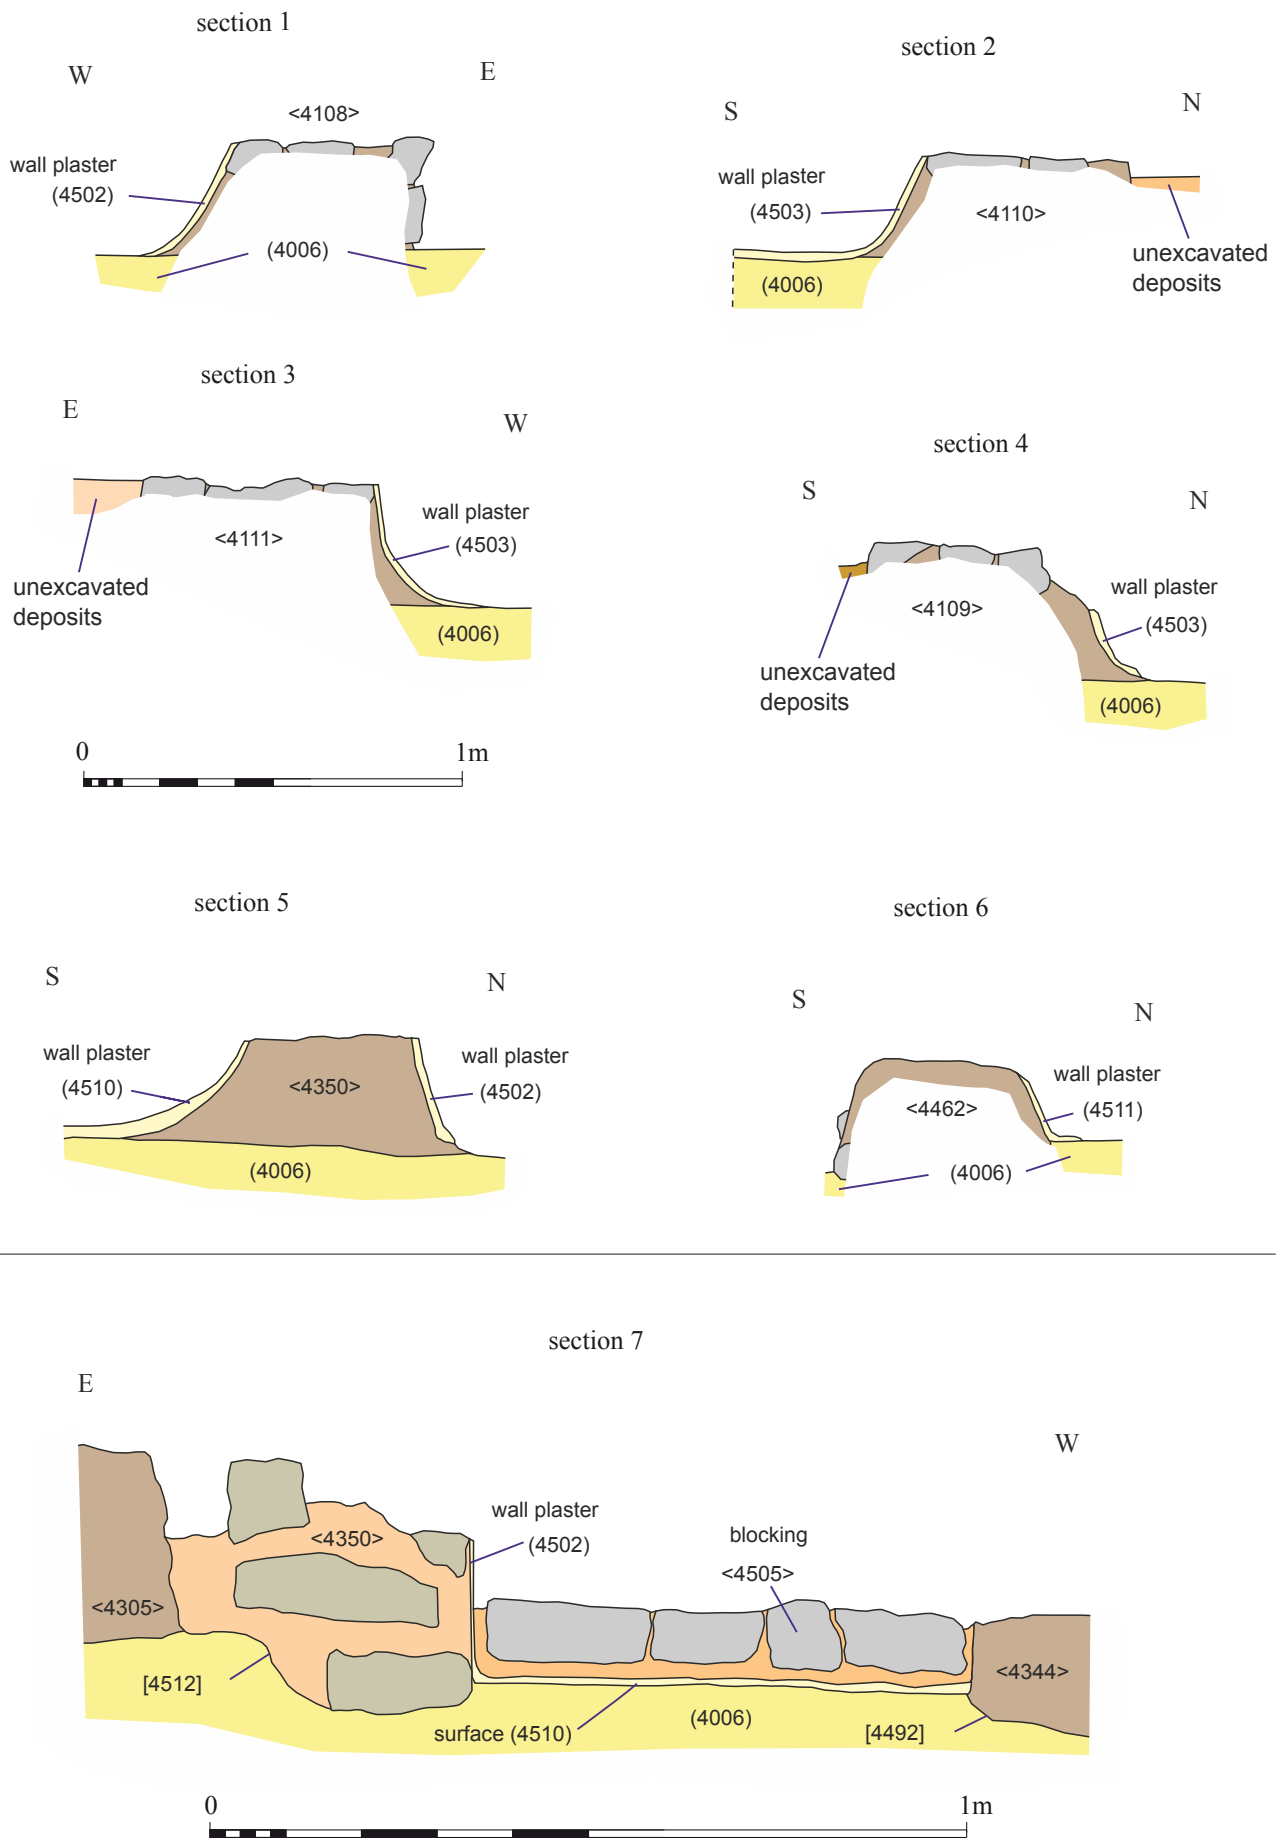 section 1
W
E
<4108>
wall plaster
(4502)
(4006)
section 2
S
N
wall plaster
(4503)
<4110>
(4006)
unexcavated
deposits
section 3
E
W
<4111>
wall plaster
(4503)
unexcavated
deposits
(4006)
section 4
S
N
<4109>
wall plaster
(4503)
unexcavated
deposits
(4006)
0
1m
section 5
S
N
wall plaster
(4510)
<4350>
wall plaster
(4502)
(4006)
section 6
S
N
<4462>
wall plaster
(4511)
(4006)
section 7
E
W
<4350>
wall plaster
(4502)
blocking
<4505>
<4305>
<4344>
[4512]
surface (4510)
(4006)
[4492]
0
1m